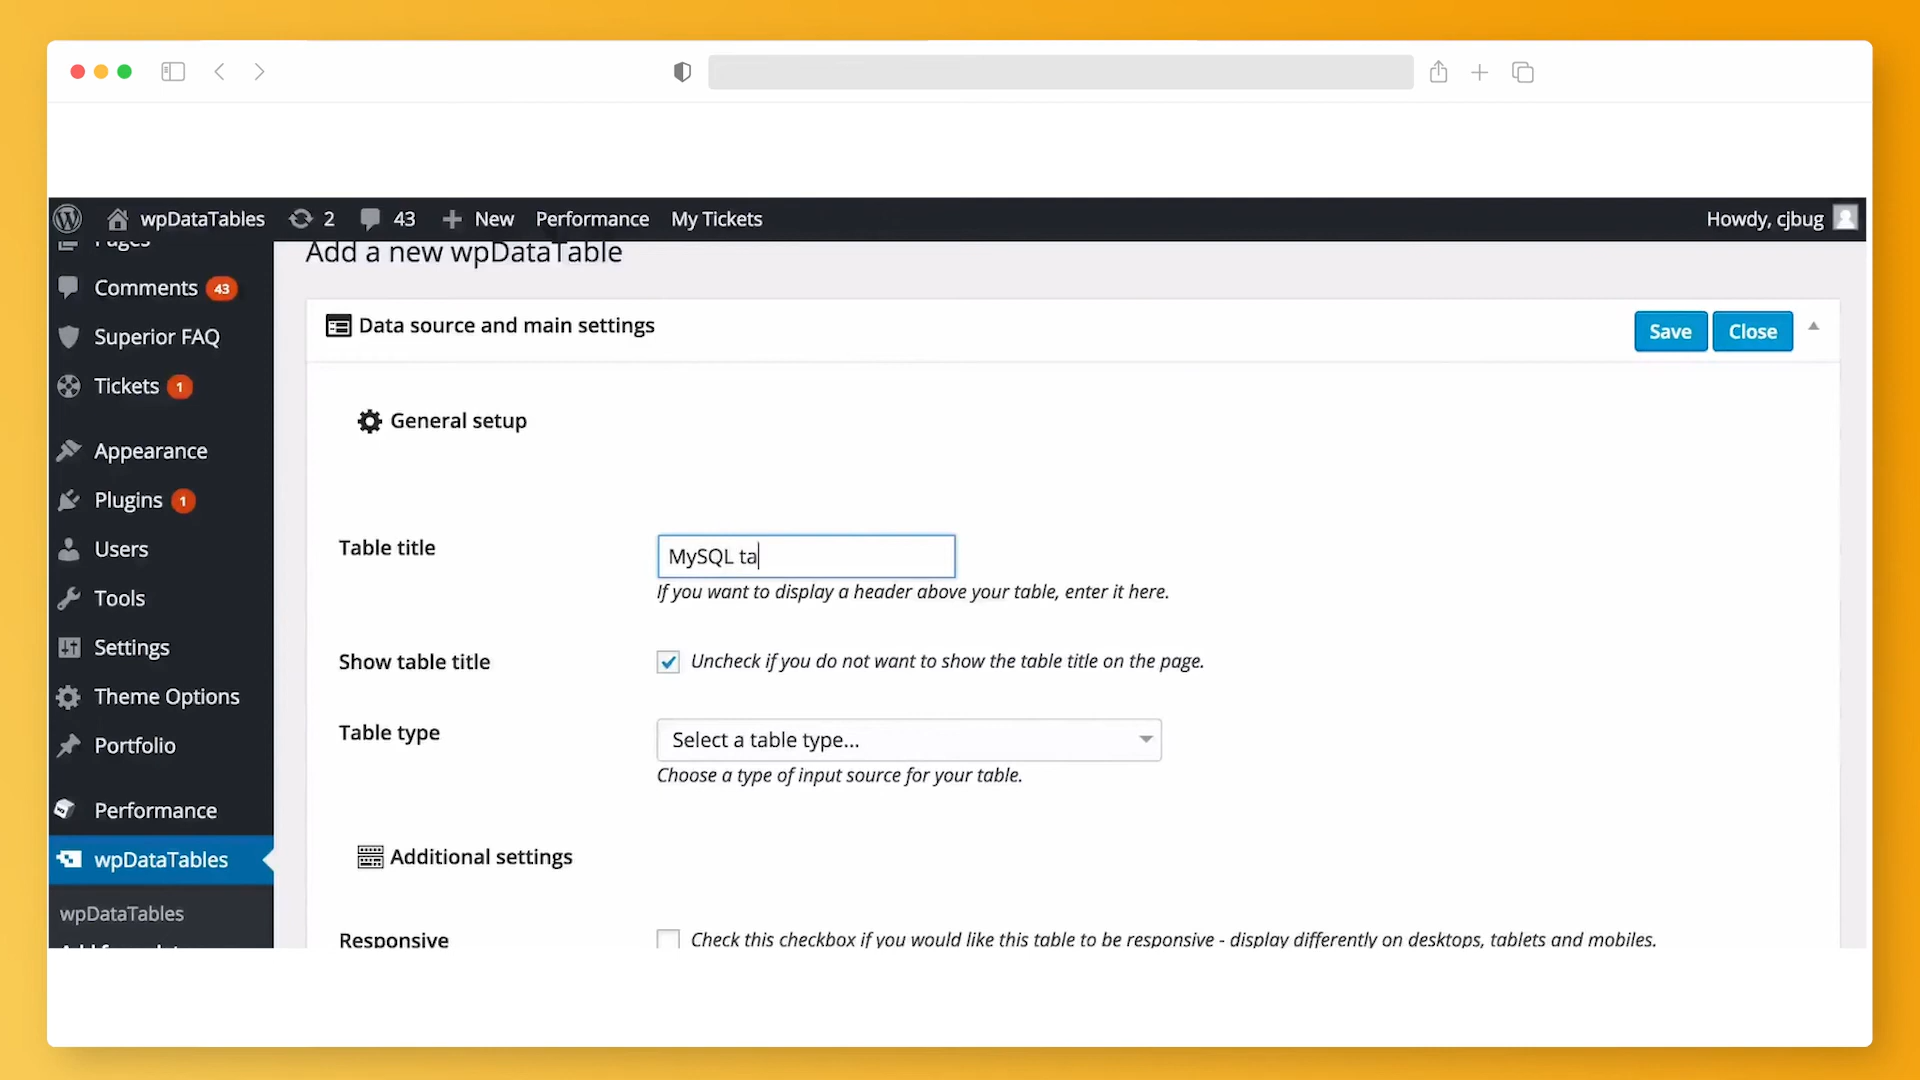 wpDataTables 2 43 New Performance My Tickets Howdy, cjbug
Pages
Comments 43
Superior FAQ
Tickets 1
Appearance
Plugins 1
Users
Tools
Settings
Theme Options
Portfolio
Performance
wpDataTables
wpDataTables
Add a new wpDataTable
Data source and main settings
Save Close
General setup
Table title MySQL ta
If you want to display a header above your table, enter it here.
Show table title Uncheck if you do not want to show the table title on the page.
Table type Select a table type...
Choose a type of input source for your table.
Additional settings
Responsive Check this checkbox if you would like this table to be responsive - display differently on desktops, tablets and mobiles.